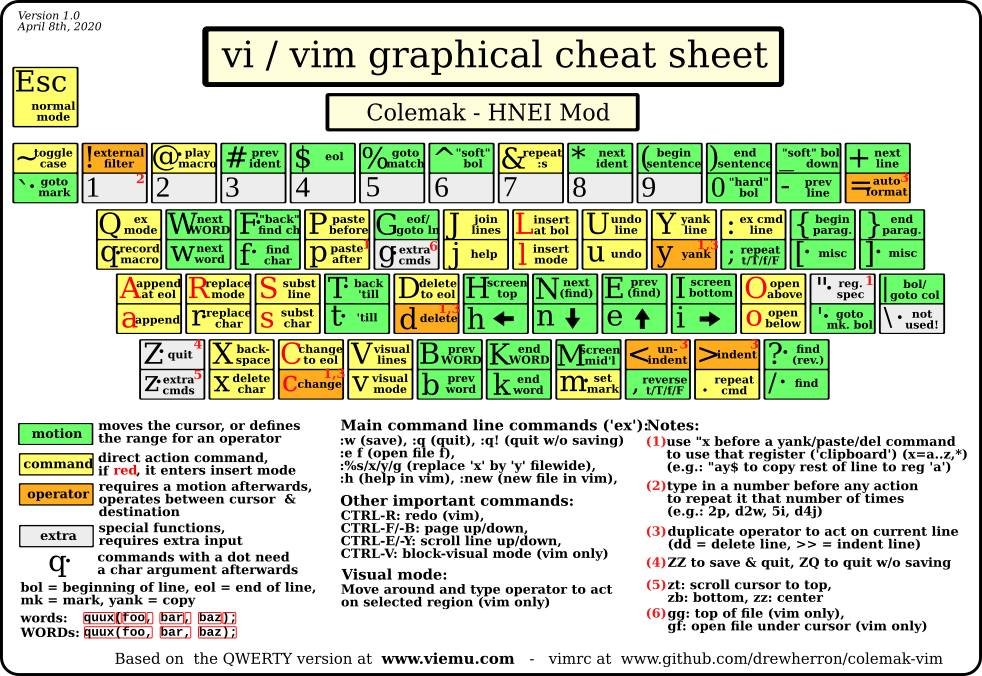 Version 1.0
April 8th, 2020
vi / vim graphical cheat sheet
Colemak - HNEI Mod
Esc normal mode
~ toggle case
! external filter
@· play macro
# prev ident
$ eol
% goto match
^ "soft" bol
& repeat :s
* next ident
( begin sentence
) end sentence
_ "soft" bol down
+ next line
`· goto mark
1 2
2
3
4
5
6
7
8
9
0 "hard" bol
- prev line
= auto format 3
Q ex mode
W next WORD
F· "back" find ch
P paste before
G eof/ goto ln
J join lines
L insert at bol
U undo line
Y yank line
: ex cmd line
{ begin parag.
} end parag.
q· record macro
w next word
f· find char
p paste after 1
g· extra cmds 6
j help
l insert mode
u undo
y yank 1,3
; repeat t/T/f/F
[· misc
]· misc
A append at eol
R replace mode
S subst line
T· back 'till
D delete to eol
H screen top
N next (find)
E prev (find)
I screen bottom
O open above
"· reg. spec 1
| bol/ goto col
a append
r· replace char
s subst char
t· 'till
d delete 1,3
h ←
n ↓
e ↑
i →
o open below
'· goto mk. bol
\· not used!
Z· quit 4
X back-space
C change to eol
V visual lines
B prev WORD
K end WORD
M screen mid'l
< un-indent 3
> indent 3
?· find (rev.)
z· extra cmds 5
x delete char
c change 1,3
v visual mode
b prev word
k end word
m· set mark
, reverse t/T/f/F
. repeat cmd
/· find
motion
moves the cursor, or defines
the range for an operator
command
direct action command,
if red, it enters insert mode
operator
requires a motion afterwards,
operates between cursor &
destination
extra
special functions,
requires extra input
q·
commands with a dot need
a char argument afterwards
bol = beginning of line, eol = end of line,
mk = mark, yank = copy
words: quux(foo, bar, baz);
WORDs: quux(foo, bar, baz);
Main command line commands ('ex'):
:w (save), :q (quit), :q! (quit w/o saving)
:e f (open file f),
:%s/x/y/g (replace 'x' by 'y' filewide),
:h (help in vim), :new (new file in vim),
Other important commands:
CTRL-R: redo (vim),
CTRL-F/-B: page up/down,
CTRL-E/-Y: scroll line up/down,
CTRL-V: block-visual mode (vim only)
Visual mode:
Move around and type operator to act
on selected region (vim only)
Notes:
(1) use "x before a yank/paste/del command
to use that register ('clipboard') (x=a..z,*)
(e.g.: "ay$ to copy rest of line to reg 'a')
(2) type in a number before any action
to repeat it that number of times
(e.g.: 2p, d2w, 5i, d4j)
(3) duplicate operator to act on current line
(dd = delete line, >> = indent line)
(4) ZZ to save & quit, ZQ to quit w/o saving
(5) zt: scroll cursor to top,
zb: bottom, zz: center
(6) gg: top of file (vim only),
gf: open file under cursor (vim only)
Based on the QWERTY version at www.viemu.com - vimrc at www.github.com/drewherron/colemak-vim